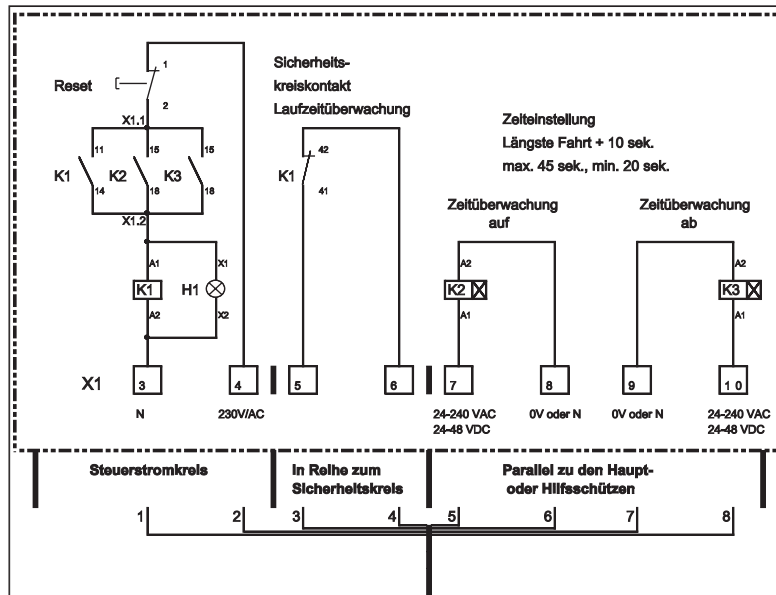 Reset
1
2
X1.1
11
15
15
K1
K2
K3
14
18
18
X1.2
A1
X1
K1
H1
A2
X2
Sicherheits-
kreiskontakt
Laufzeitüberwachung
K1
42
41
Zeiteinstellung
Längste Fahrt + 10 sek.
max. 45 sek., min. 20 sek.
Zeitüberwachung
auf
Zeitüberwachung
ab
A2
K2
A1
A2
K3
A1
X1
3
4
5
6
7
8
9
1 0
N
230V/AC
24-240 VAC
24-48 VDC
0V oder N
0V oder N
24-240 VAC
24-48 VDC
Steuerstromkreis
In Reihe zum
Sicherheitskreis
Parallel zu den Haupt-
oder Hilfsschützen
1
2
3
4
5
6
7
8